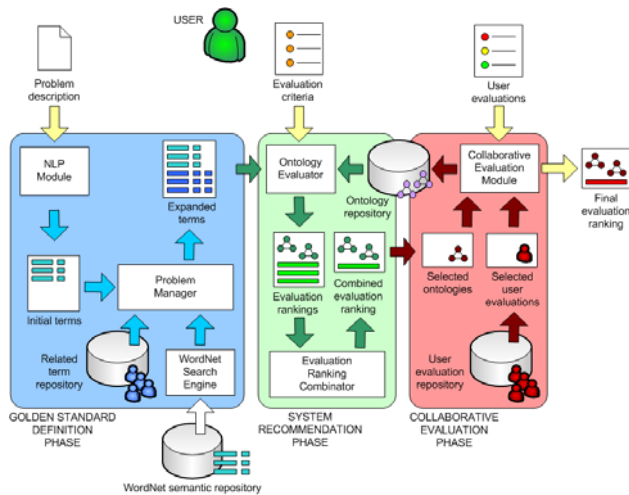 USER
Problem
description
Evaluation
criteria
User
evaluations
NLP
Module
Expanded
terms
Ontology
Evaluator
Ontology
repository
Collaborative
Evaluation
Module
Final
evaluation
ranking
Initial terms
Problem
Manager
Evaluation
rankings
Combined
evaluation
ranking
Selected
ontologies
Selected
user
evaluations
Related
term
repository
WordNet
Search
Engine
Evaluation
Ranking
Combinator
User
evaluation
repository
GOLDEN STANDARD
DEFINITION
PHASE
SYSTEM
RECOMMENDATION
PHASE
COLLABORATIVE
EVALUATION
PHASE
WordNet semantic repository